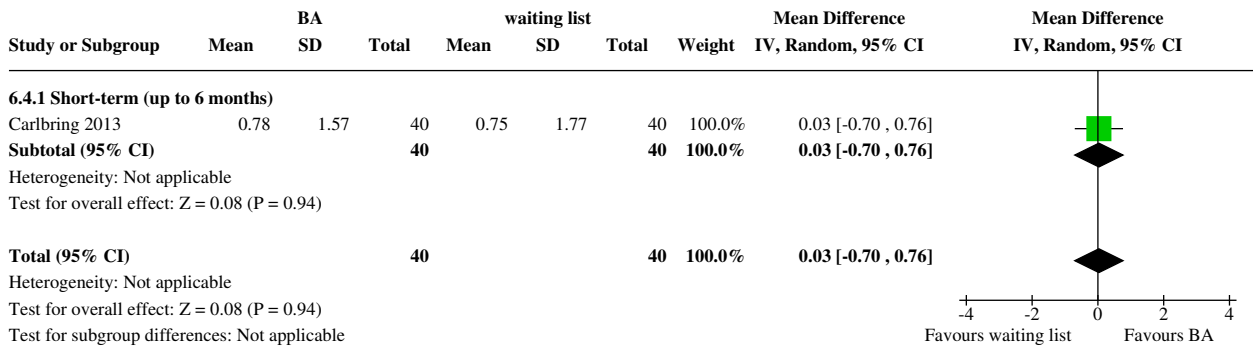 BA waiting list Mean Difference Mean Difference
Study or Subgroup Mean SD Total Mean SD Total Weight IV, Random, 95% CI IV, Random, 95% CI
6.4.1 Short-term (up to 6 months)
Carlbring 2013 0.78 1.57 40 0.75 1.77 40 100.0% 0.03 [-0.70 , 0.76]
Subtotal (95% CI) 40 40 100.0% 0.03 [-0.70 , 0.76]
Heterogeneity: Not applicable
Test for overall effect: Z = 0.08 (P = 0.94)
Total (95% CI) 40 40 100.0% 0.03 [-0.70 , 0.76]
Heterogeneity: Not applicable
Test for overall effect: Z = 0.08 (P = 0.94)
-4 -2 0 2 4
Test for subgroup differences: Not applicable Favours waiting list Favours BA